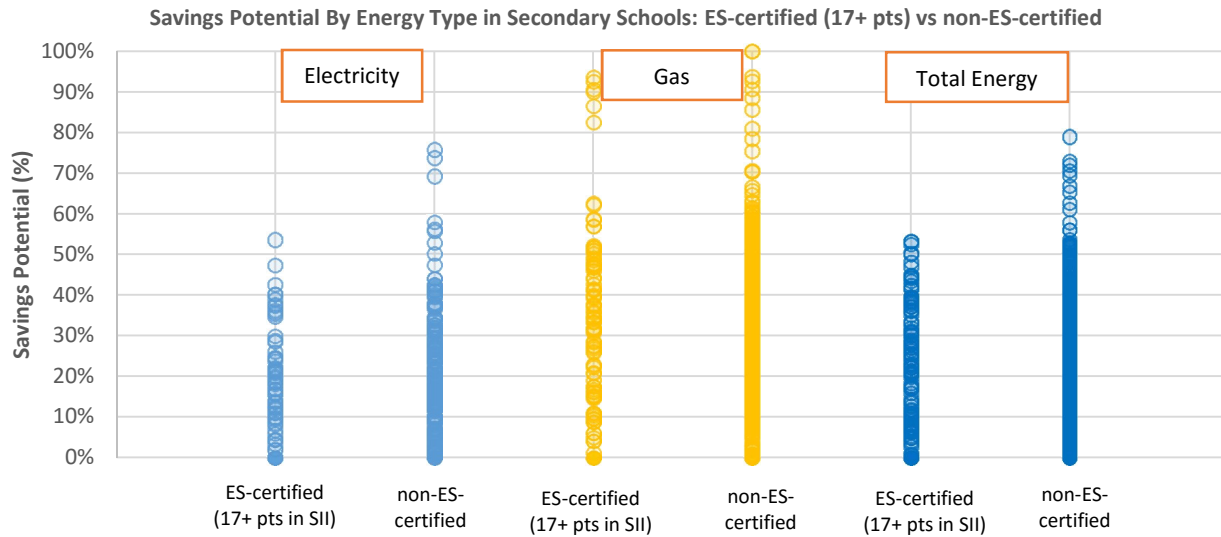 Savings Potential By Energy Type in Secondary Schools: ES-certified (17+ pts) vs non-ES-certified
Electricity
Gas
Total Energy
Savings Potential (%)
100%
90%
80%
70%
60%
50%
40%
30%
20%
10%
0%
ES-certified
(17+ pts in SII)
non-ES-
certified
ES-certified
(17+ pts in SII)
non-ES-
certified
ES-certified
(17+ pts in SII)
non-ES-
certified